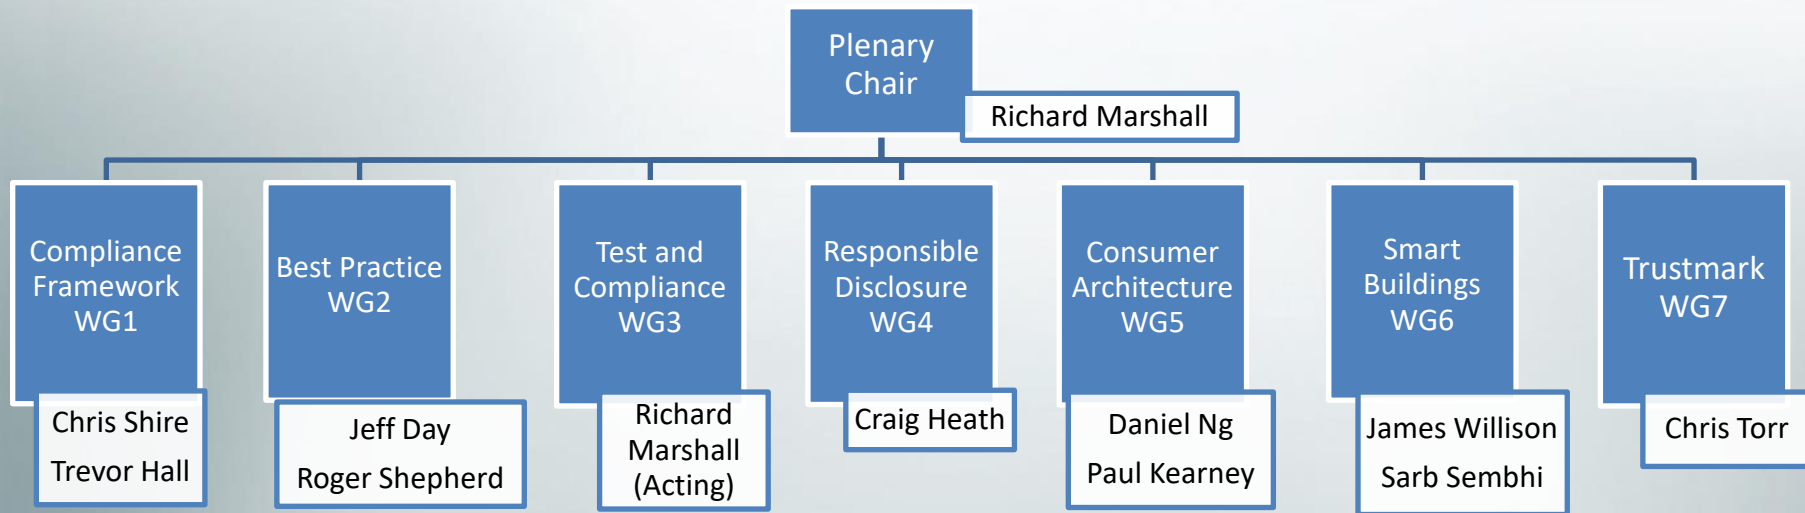 Plenary
Chair
Richard Marshall
Compliance
Framework
WG1
Chris Shire
Trevor Hall
Best Practice
WG2
Jeff Day
Roger Shepherd
Test and
Compliance
WG3
Richard
Marshall
(Acting)
Responsible
Disclosure
WG4
Craig Heath
Consumer
Architecture
WG5
Daniel Ng
Paul Kearney
Smart
Buildings
WG6
James Willison
Sarb Sembhi
Trustmark
WG7
Chris Torr